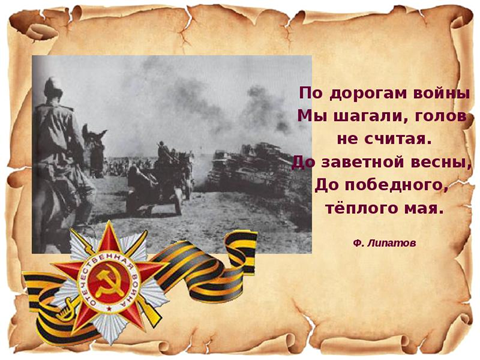 По дорогам войны
Мы шагали, голов
не считая.
До заветной весны,
До победного,
тёплого мая.
Ф. Липатов
ОТЕЧЕСТВЕННАЯ ВОЙНА